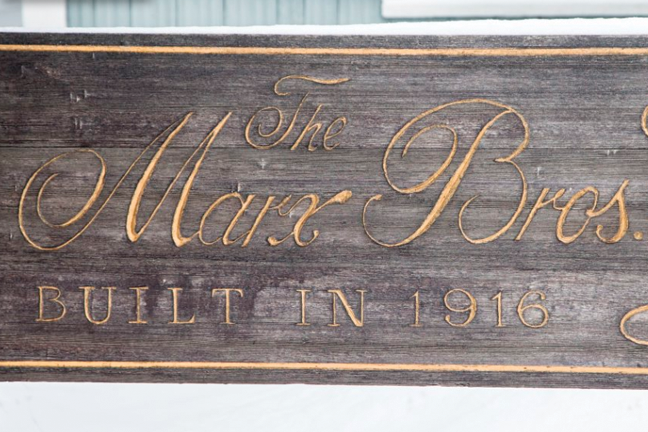 The
Marx Bros.
BUILT IN 1916